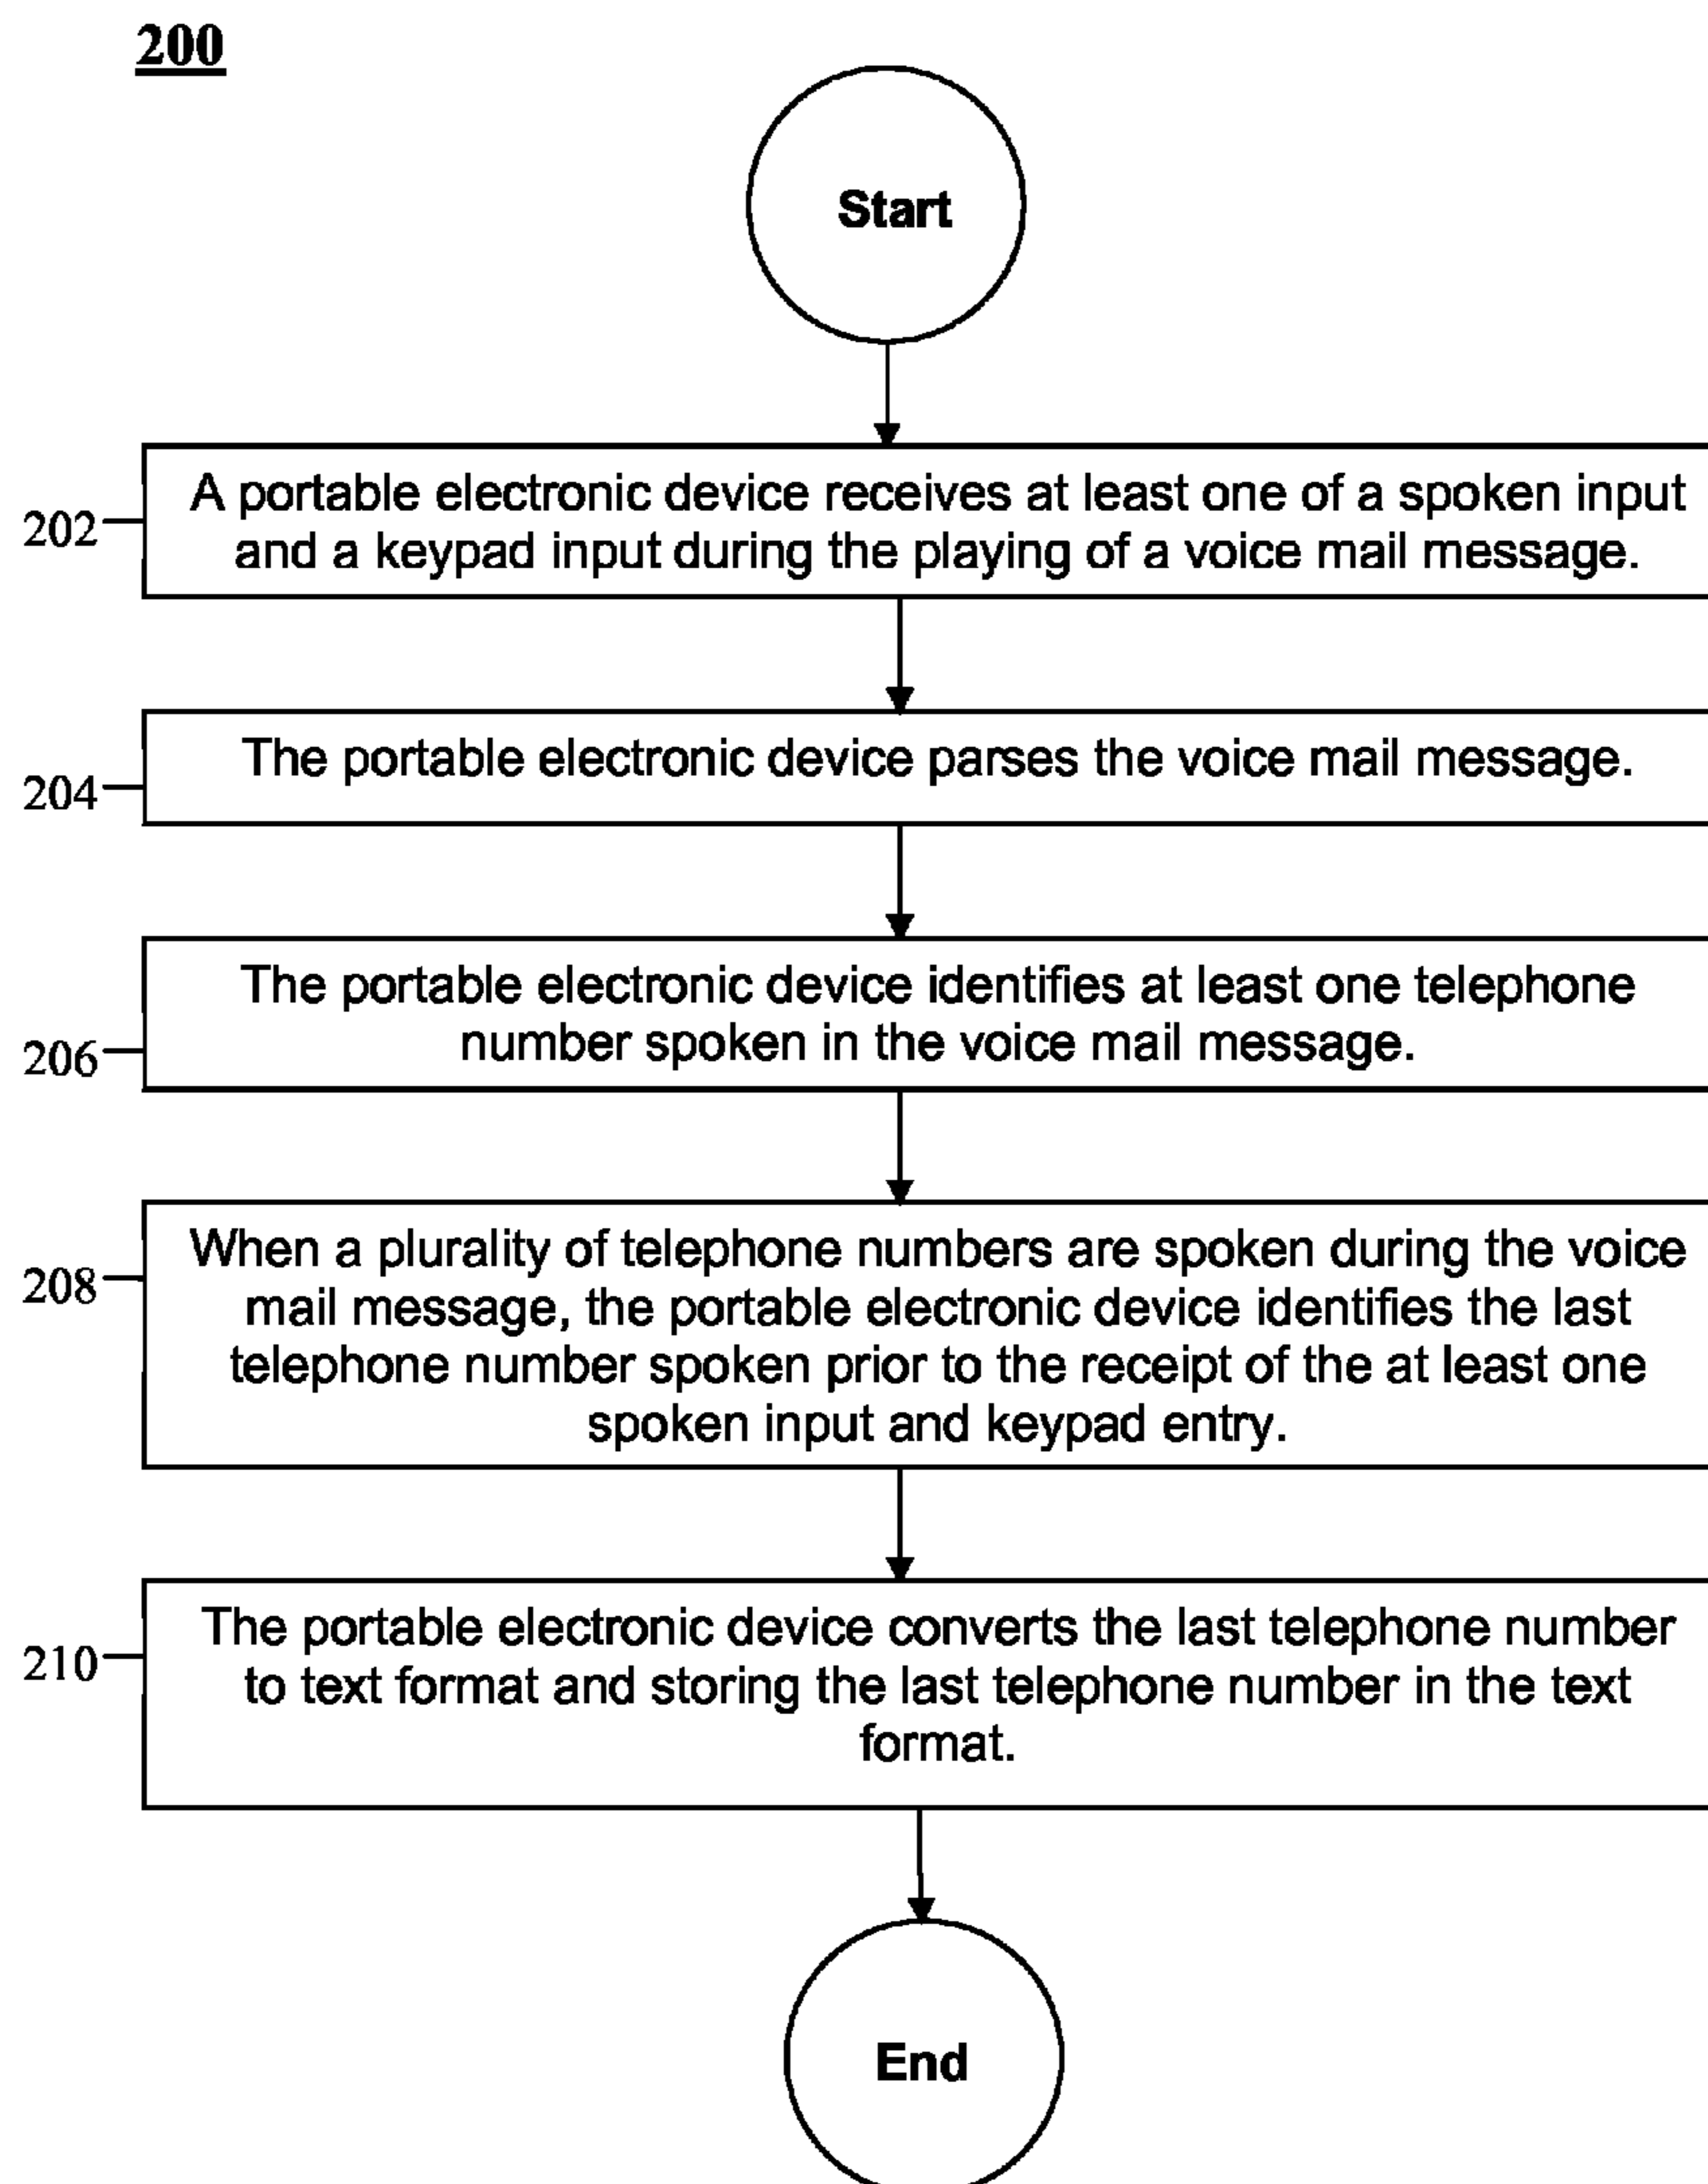 200
Start
202
A portable electronic device receives at least one of a spoken input
and a keypad input during the playing of a voice mail message.
204
The portable electronic device parses the voice mail message.
206
The portable electronic device identifies at least one telephone
number spoken in the voice mail message.
208
When a plurality of telephone numbers are spoken during the voice
mail message, the portable electronic device identifies the last
telephone number spoken prior to the receipt of the at least one
spoken input and keypad entry.
210
The portable electronic device converts the last telephone number
to text format and storing the last telephone number in the text
format.
End